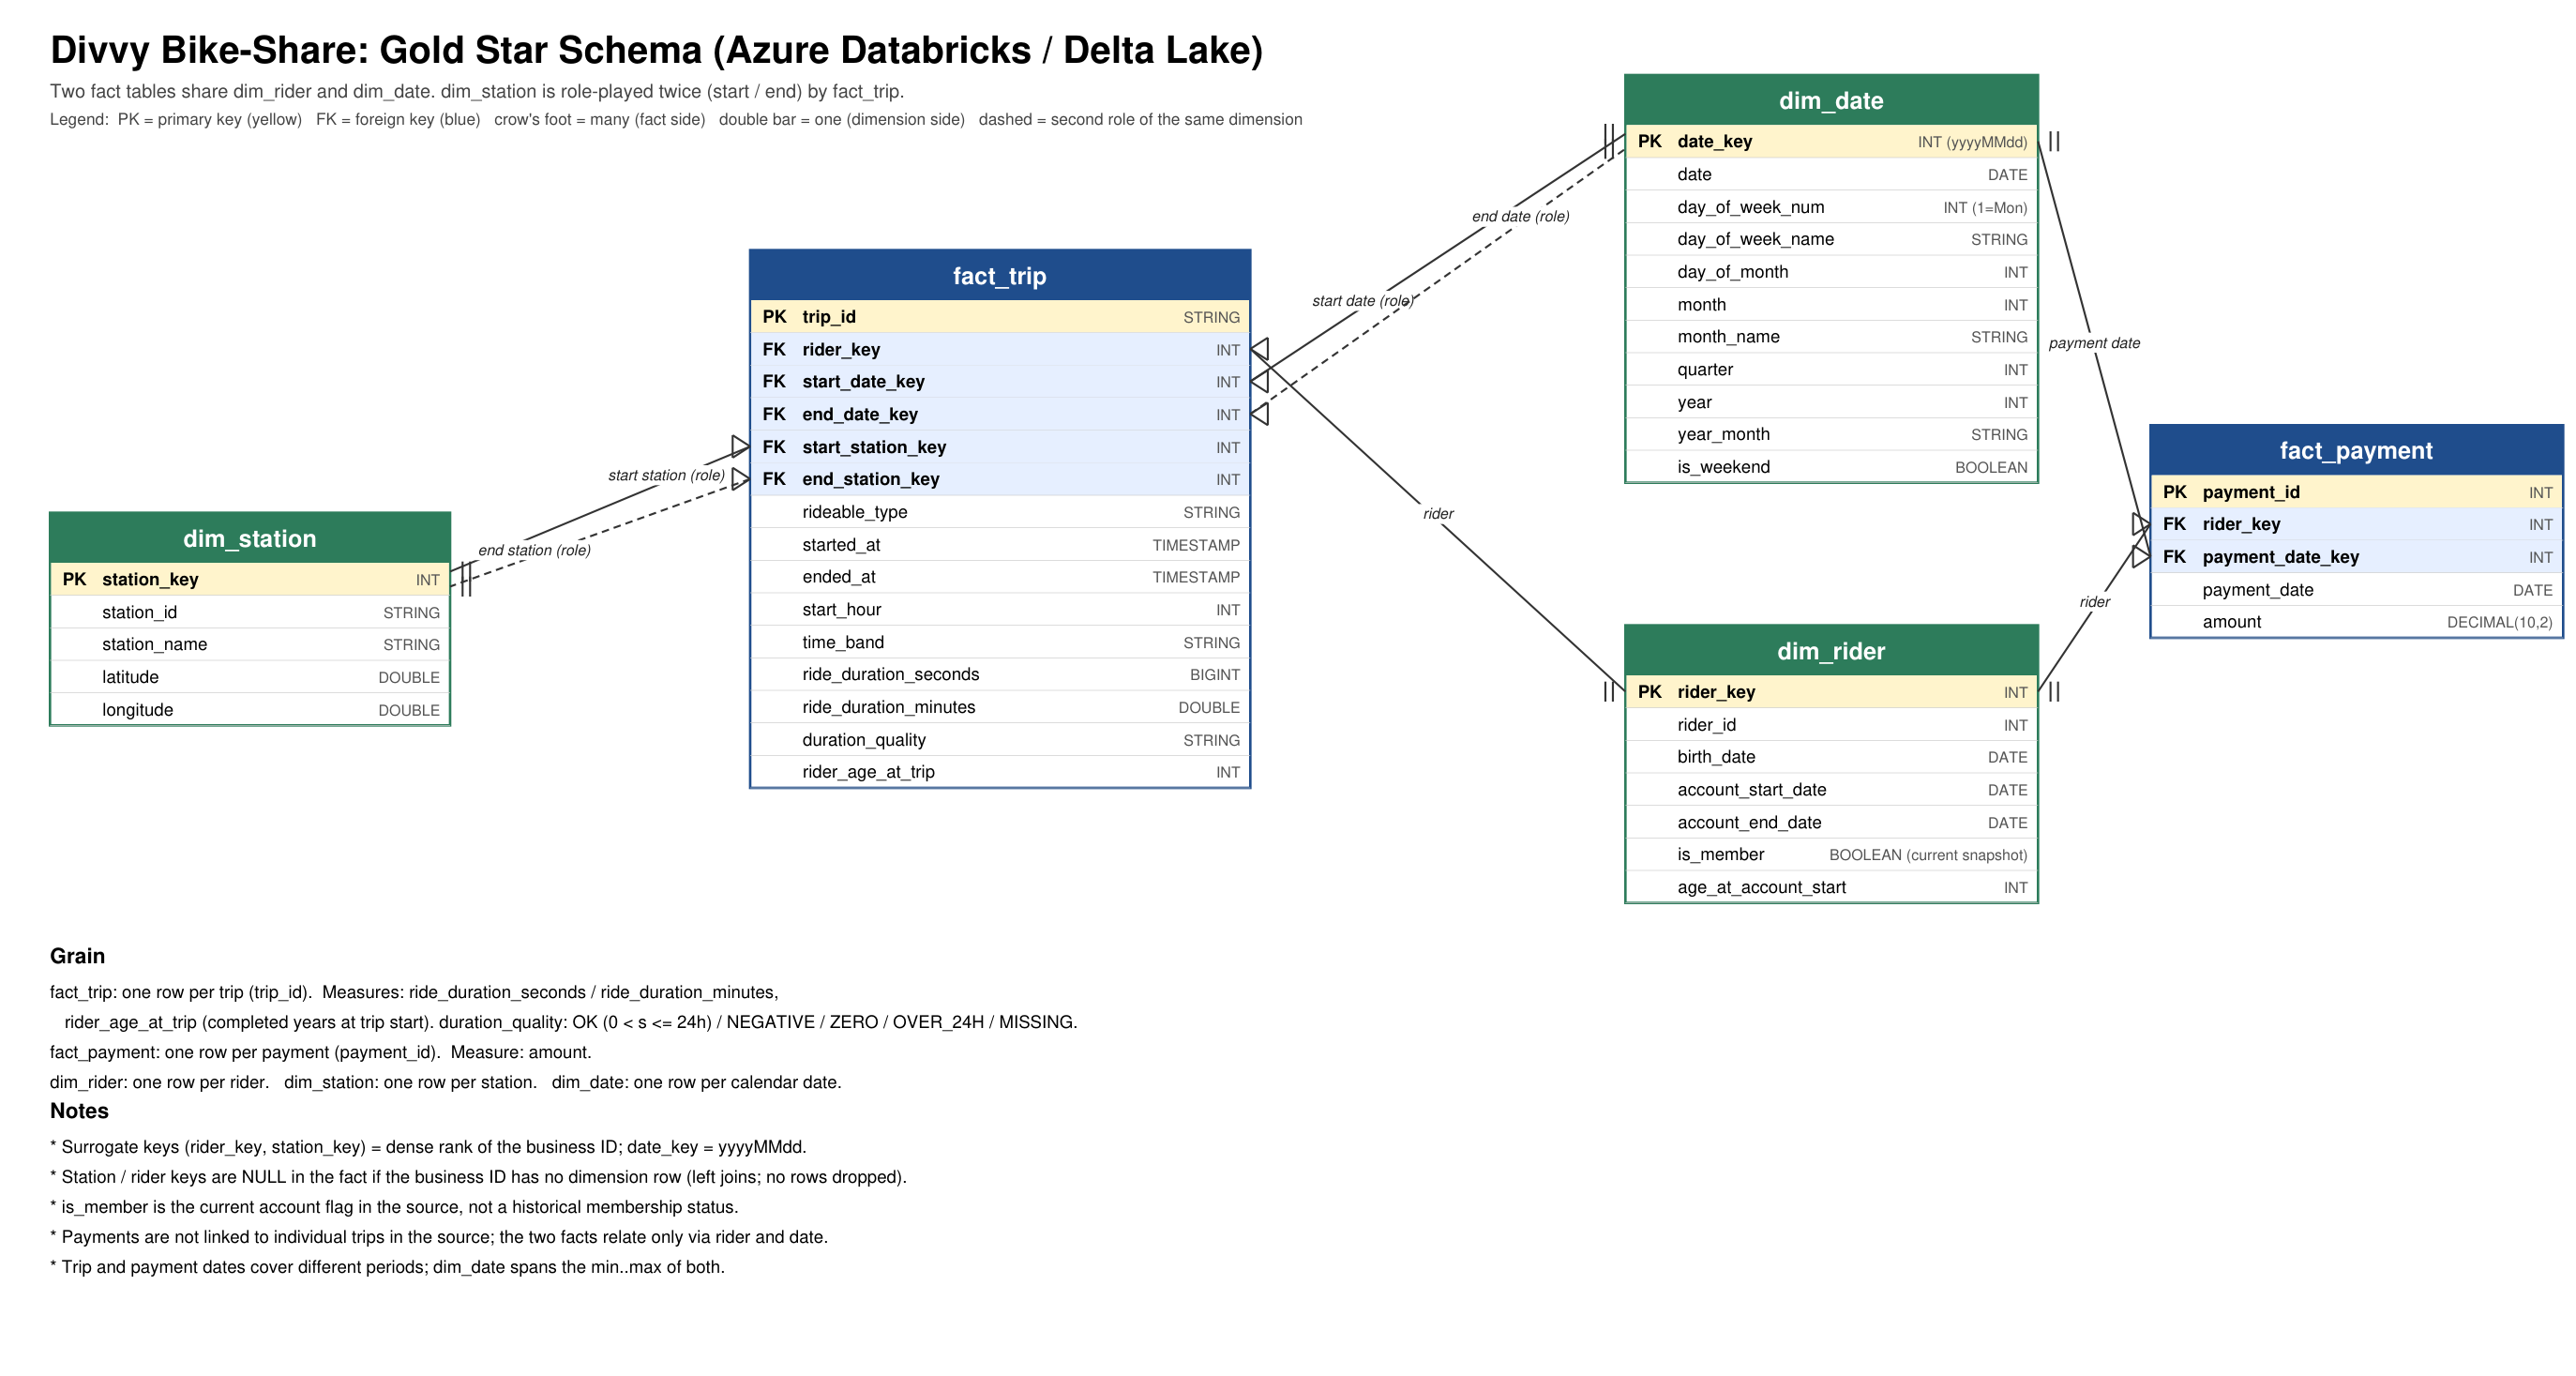 Divvy Bike-Share: Gold Star Schema (Azure Databricks / Delta Lake)
Two fact tables share dim_rider and dim_date. dim_station is role-played twice (start / end) by fact_trip.
Legend:  PK = primary key (yellow)   FK = foreign key (blue)   crow's foot = many (fact side)   double bar = one (dimension side)   dashed = second role of the same dimension
dim_station
PK station_key INT
station_id STRING
station_name STRING
latitude DOUBLE
longitude DOUBLE
start station (role)
end station (role)
fact_trip
PK trip_id STRING
FK rider_key INT
FK start_date_key INT
FK end_date_key INT
FK start_station_key INT
FK end_station_key INT
rideable_type STRING
started_at TIMESTAMP
ended_at TIMESTAMP
start_hour INT
time_band STRING
ride_duration_seconds BIGINT
ride_duration_minutes DOUBLE
duration_quality STRING
rider_age_at_trip INT
end date (role)
start date (role)
rider
dim_date
PK date_key INT (yyyyMMdd)
date DATE
day_of_week_num INT (1=Mon)
day_of_week_name STRING
day_of_month INT
month INT
month_name STRING
quarter INT
year INT
year_month STRING
is_weekend BOOLEAN
dim_rider
PK rider_key INT
rider_id INT
birth_date DATE
account_start_date DATE
account_end_date DATE
is_member BOOLEAN (current snapshot)
age_at_account_start INT
payment date
rider
fact_payment
PK payment_id INT
FK rider_key INT
FK payment_date_key INT
payment_date DATE
amount DECIMAL(10,2)
Grain
fact_trip: one row per trip (trip_id).  Measures: ride_duration_seconds / ride_duration_minutes,
rider_age_at_trip (completed years at trip start). duration_quality: OK (0 < s <= 24h) / NEGATIVE / ZERO / OVER_24H / MISSING.
fact_payment: one row per payment (payment_id).  Measure: amount.
dim_rider: one row per rider.   dim_station: one row per station.   dim_date: one row per calendar date.
Notes
* Surrogate keys (rider_key, station_key) = dense rank of the business ID; date_key = yyyyMMdd.
* Station / rider keys are NULL in the fact if the business ID has no dimension row (left joins; no rows dropped).
* is_member is the current account flag in the source, not a historical membership status.
* Payments are not linked to individual trips in the source; the two facts relate only via rider and date.
* Trip and payment dates cover different periods; dim_date spans the min..max of both.